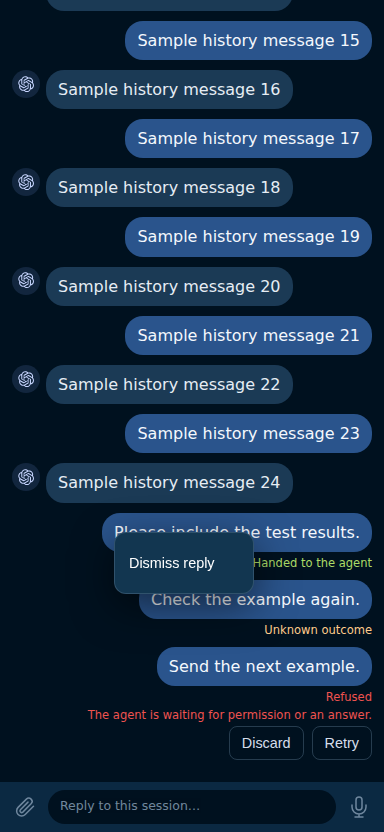 Sample history message 15
Sample history message 16
Sample history message 17
Sample history message 18
Sample history message 19
Sample history message 20
Sample history message 21
Sample history message 22
Sample history message 23
Sample history message 24
Please include the test results.
Dismiss reply
Handed to the agent
Check the example again.
Unknown outcome
Send the next example.
Refused
The agent is waiting for permission or an answer.
Discard Retry
Reply to this session...